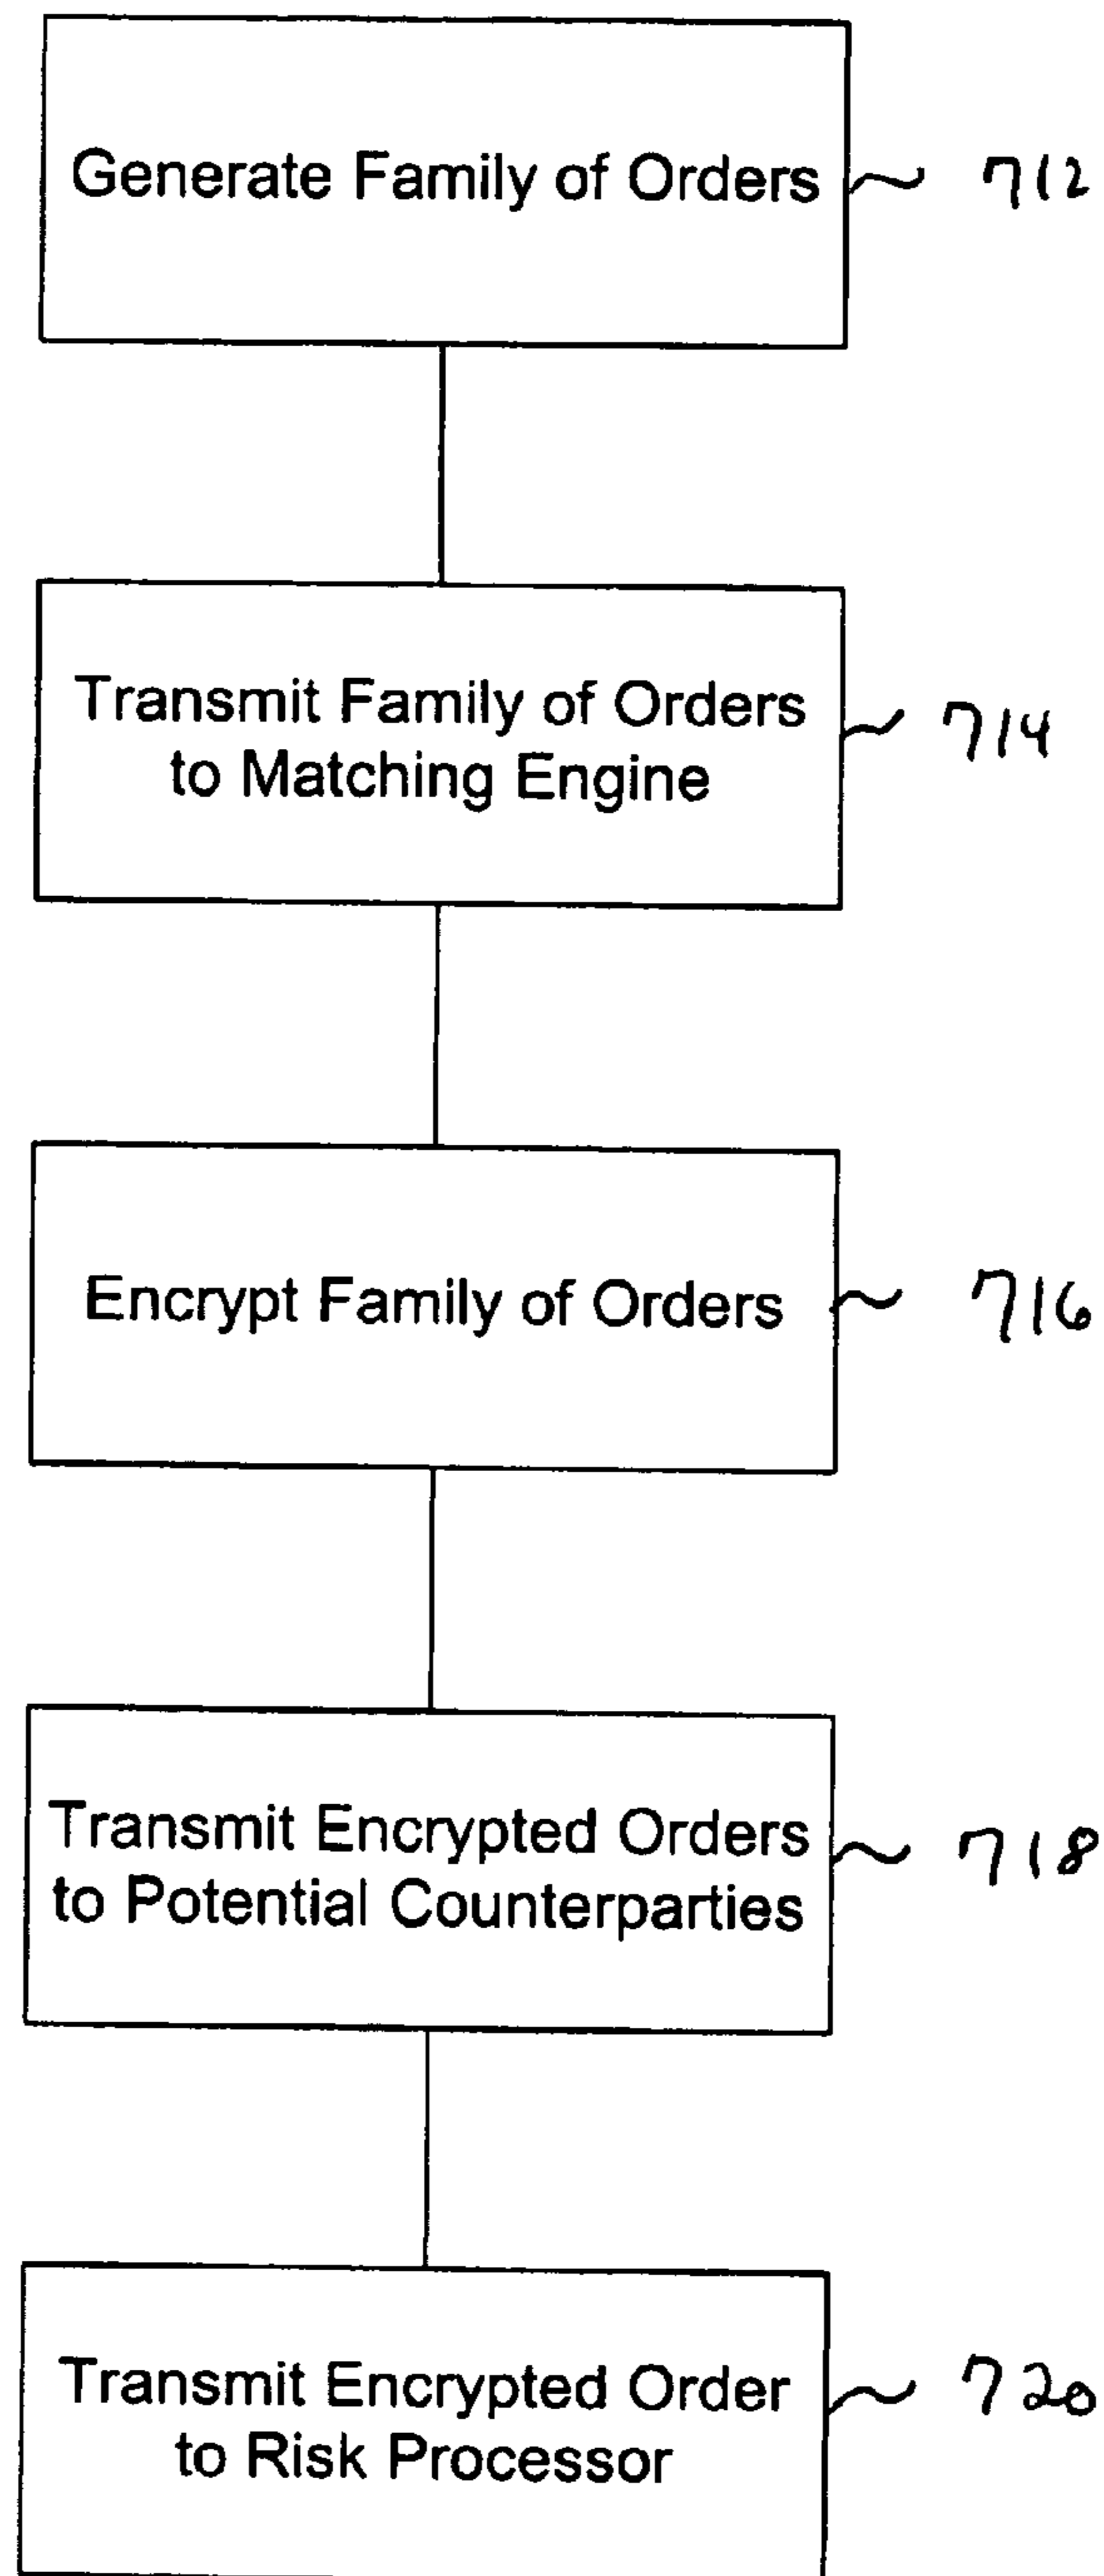 Generate Family of Orders
712
Transmit Family of Orders
to Matching Engine
714
Encrypt Family of Orders
716
Transmit Encrypted Orders
to Potential Counterparties
718
Transmit Encrypted Order
to Risk Processor
720